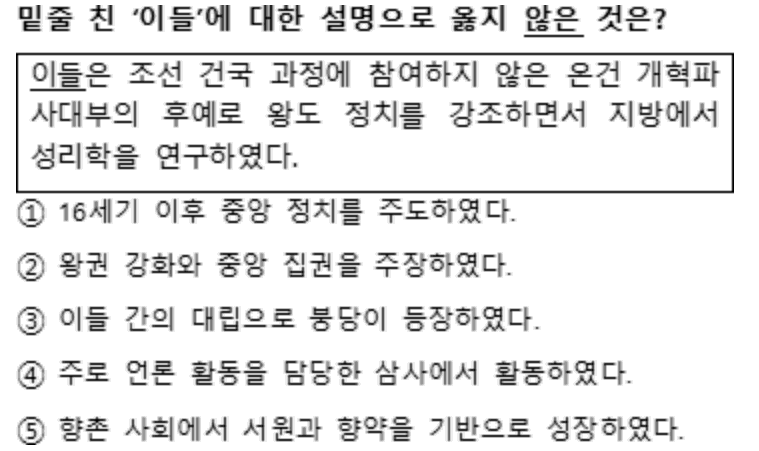 밑줄 친 '이들'에 대한 설명으로 옳지 않은 것은?
이들은 조선 건국 과정에 참여하지 않은 온건 개혁파
사대부의 후예로 왕도 정치를 강조하면서 지방에서
성리학을 연구하였다.
① 16세기 이후 중앙 정치를 주도하였다.
② 왕권 강화와 중앙 집권을 주장하였다.
③ 이들 간의 대립으로 붕당이 등장하였다.
④ 주로 언론 활동을 담당한 삼사에서 활동하였다.
⑤ 향촌 사회에서 서원과 향약을 기반으로 성장하였다.